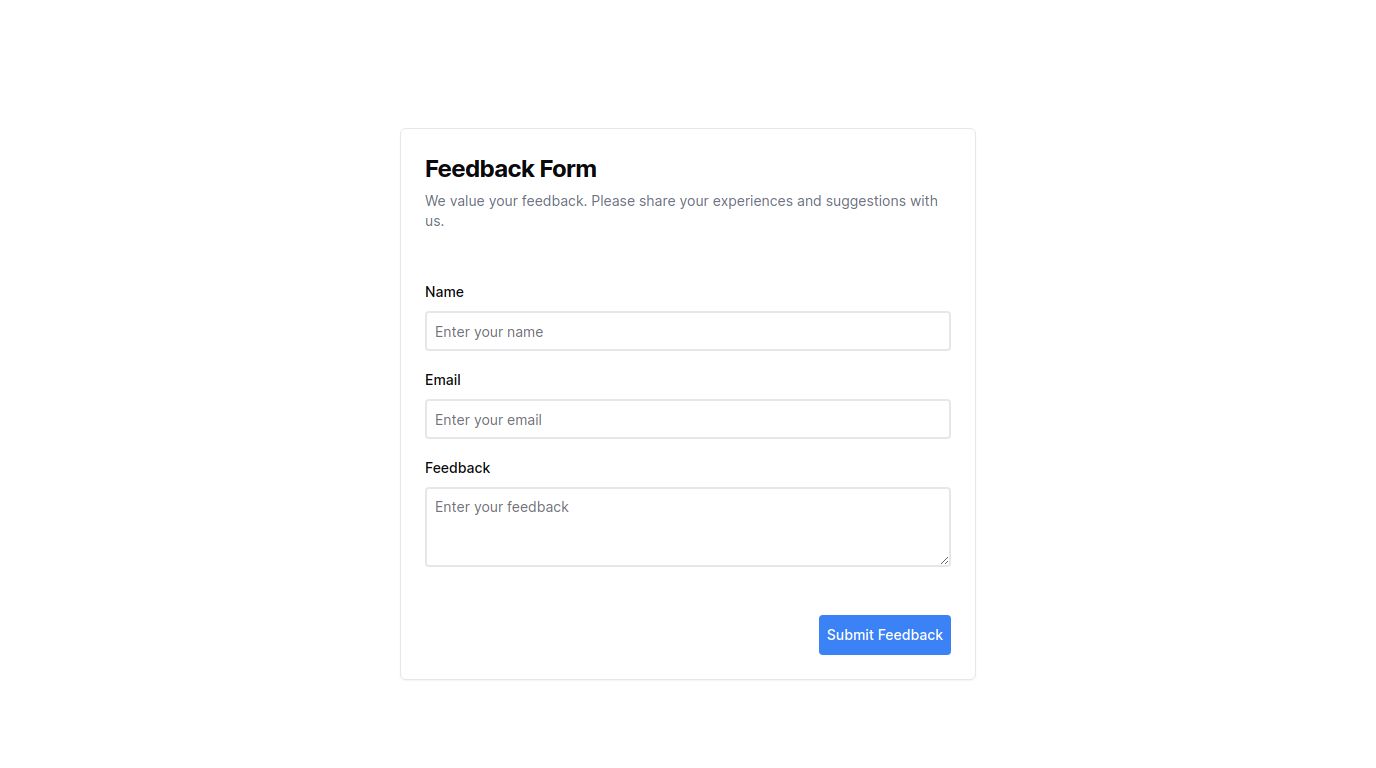 Feedback Form
We value your feedback. Please share your experiences and suggestions with
us.
Name
Enter your name
Email
Enter your email
Feedback
Enter your feedback
Submit Feedback